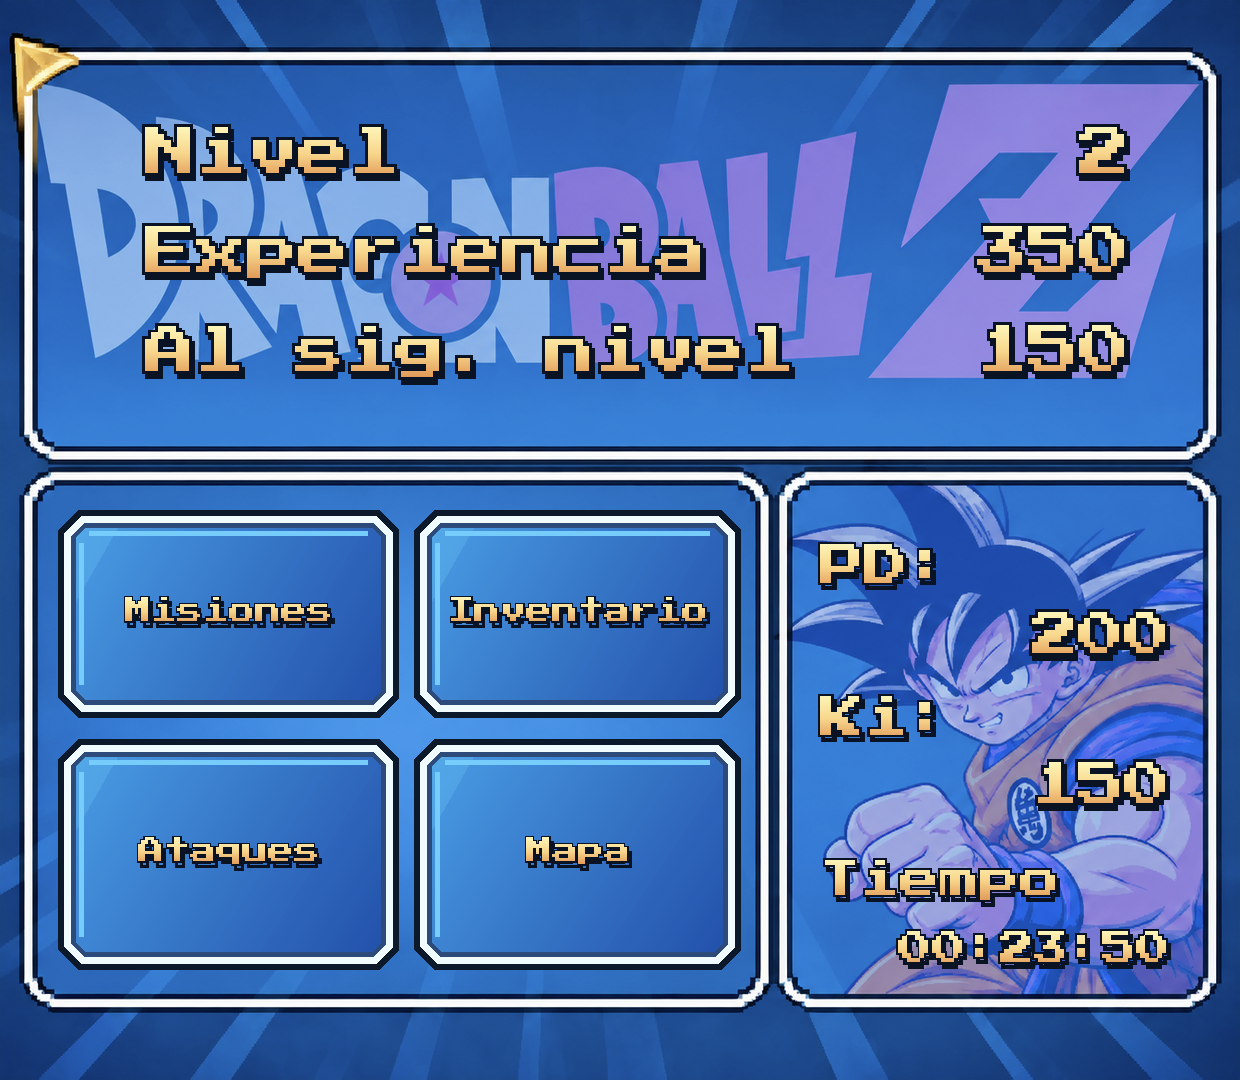 DRAGON BALL Z
Nivel 2
Experiencia 350
Al sig. nivel 150
Misiones
Inventario
Ataques
Mapa
PD:
200
Ki:
150
亀
Tiempo
00:23:50